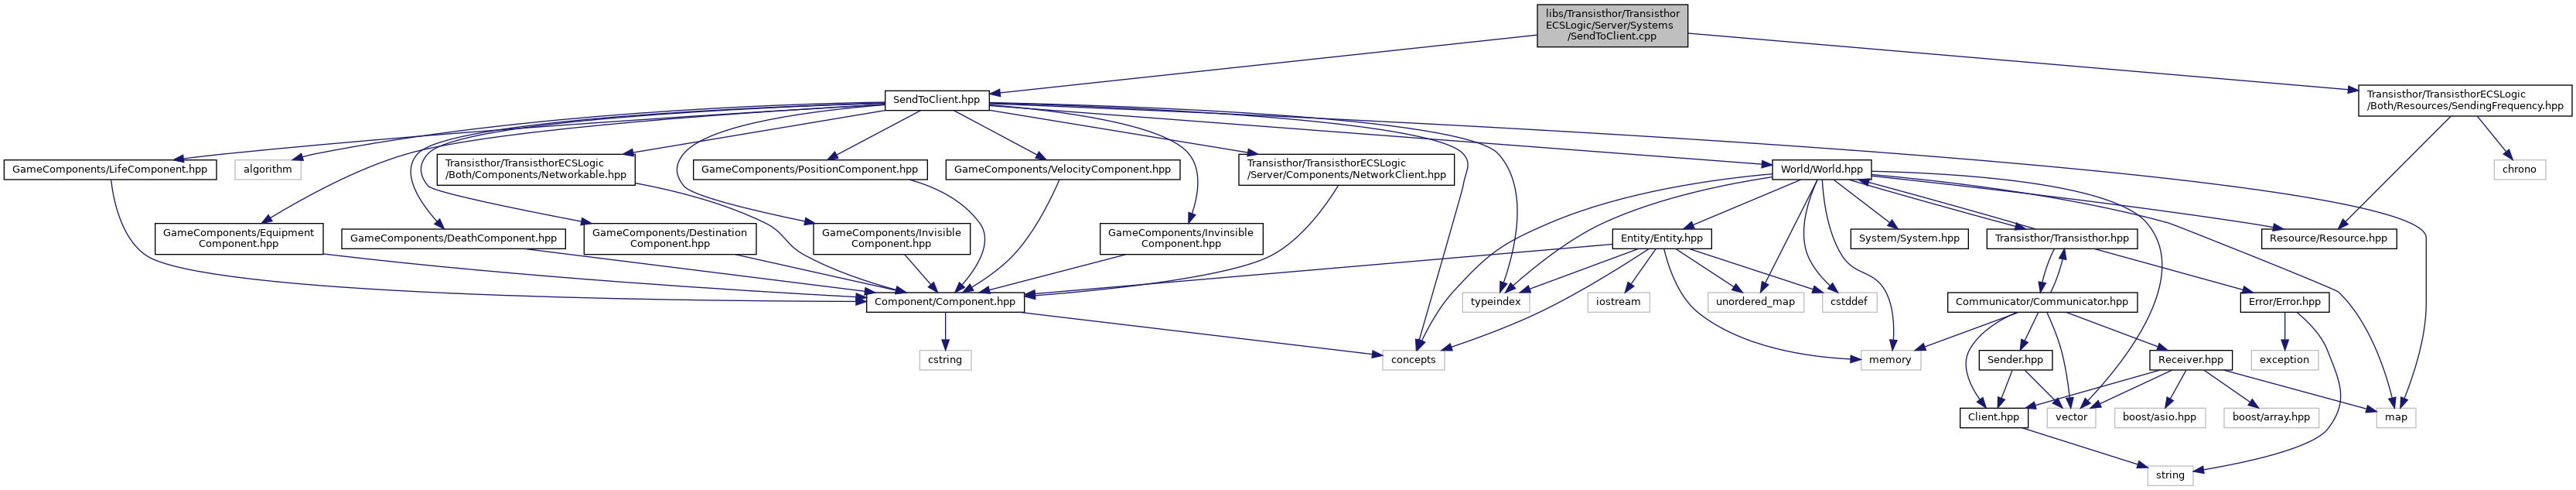 libs/Transisthor/Transisthor
ECSLogic/Server/Systems
/SendToClient.cpp
SendToClient.hpp
Transisthor/TransisthorECSLogic
/Both/Resources/SendingFrequency.hpp
GameComponents/LifeComponent.hpp
algorithm
Transisthor/TransisthorECSLogic
/Both/Components/Networkable.hpp
GameComponents/PositionComponent.hpp
GameComponents/VelocityComponent.hpp
Transisthor/TransisthorECSLogic
/Server/Components/NetworkClient.hpp
World/World.hpp
chrono
GameComponents/Equipment
Component.hpp
GameComponents/DeathComponent.hpp
GameComponents/Destination
Component.hpp
GameComponents/Invisible
Component.hpp
GameComponents/Invinsible
Component.hpp
Entity/Entity.hpp
System/System.hpp
Transisthor/Transisthor.hpp
Resource/Resource.hpp
Component/Component.hpp
typeindex
iostream
unordered_map
cstddef
Communicator/Communicator.hpp
Error/Error.hpp
cstring
concepts
memory
Sender.hpp
Receiver.hpp
exception
Client.hpp
vector
boost/asio.hpp
boost/array.hpp
map
string